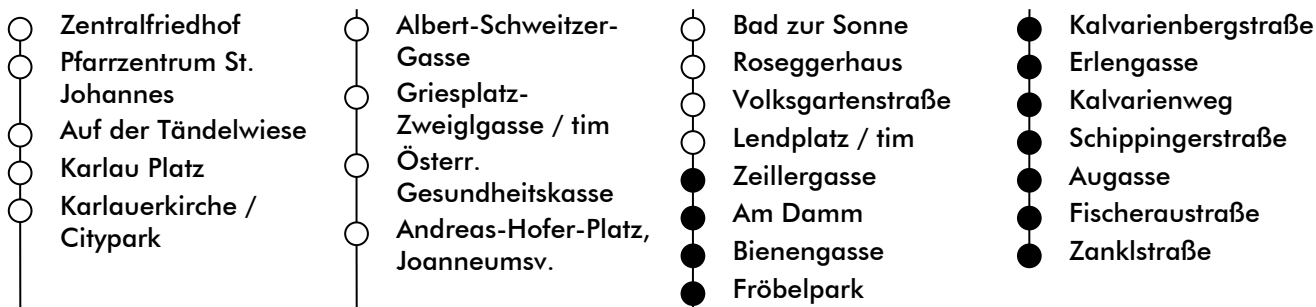 Zentralfriedhof
Pfarrzentrum St.
Johannes
Auf der Tändelwiese
Karlau Platz
Karlauerkirche /
Citypark
Albert-Schweitzer-
Gasse
Griesplatz-
Zweiglgasse / tim
Österr.
Gesundheitskasse
Andreas-Hofer-Platz,
Joanneumsv.
Bad zur Sonne
Roseggerhaus
Volksgartenstraße
Lendplatz / tim
Zeillergasse
Am Damm
Bienengasse
Fröbelpark
Kalvarienbergstraße
Erlengasse
Kalvarienweg
Schippingerstraße
Augasse
Fischeraustraße
Zanklstraße